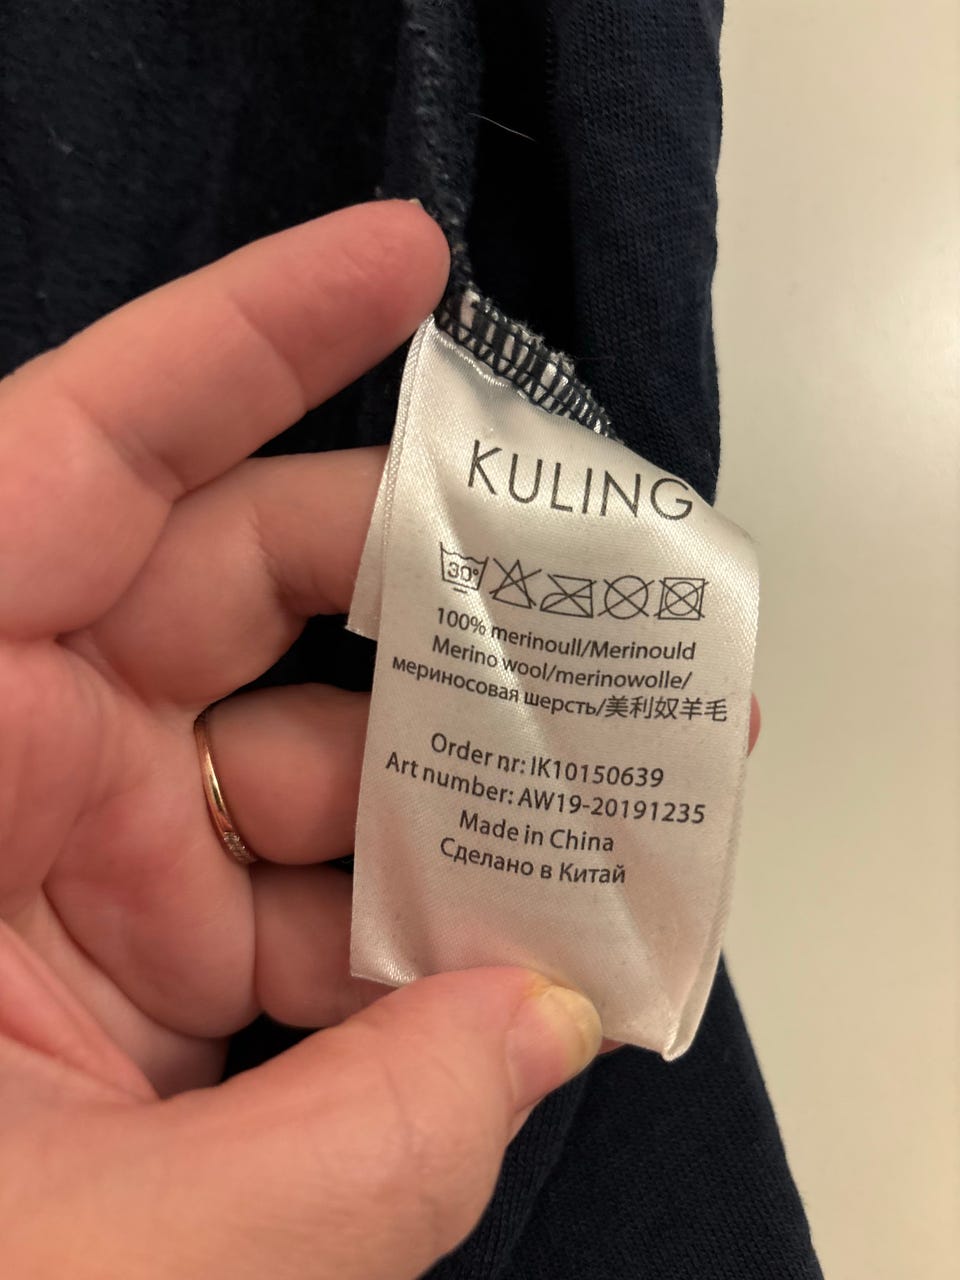 KULING
30°
100% merinoull/Merinould
Merino wool/merinowolle/
мериносовая шерсть/美利奴羊毛
Order nr: IK10150639
Art number: AW19-20191235
Made in China
Сделано в Китай